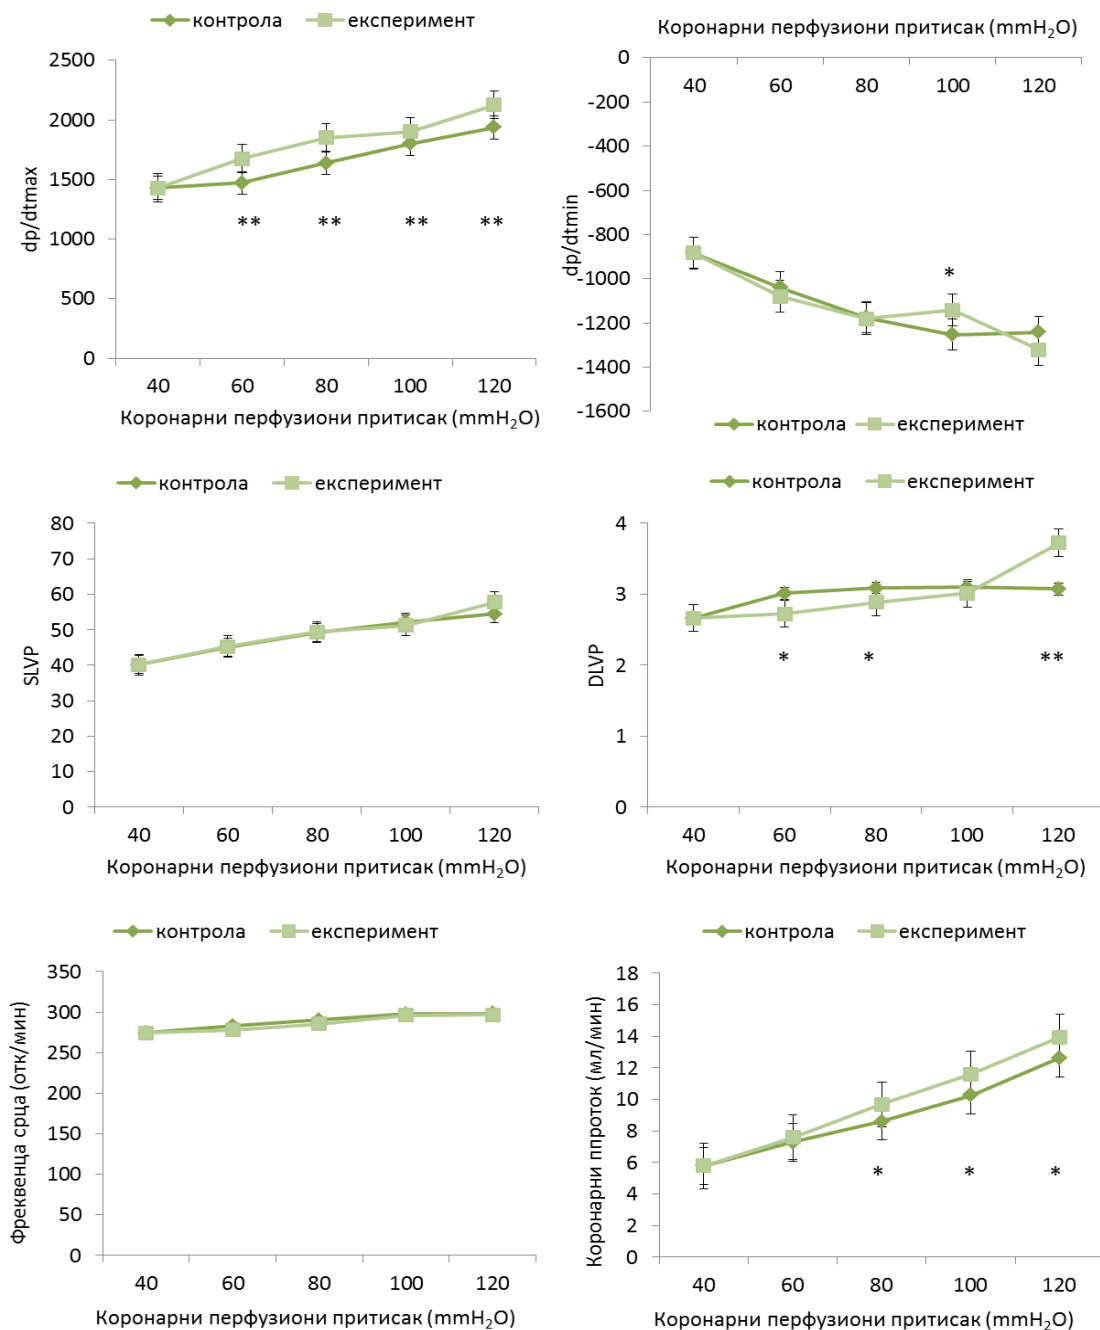 контрола експеримент
2500
2000
1500
1000
500
0
dp/dtmax
** ** ** **
40 60 80 100 120
Коронарни перфузиони притисак (mmH₂O)
Коронарни перфузиони притисак (mmH₂O)
0
40 60 80 100 120
-200
-400
-600
-800
-1000
-1200
-1400
-1600
dp/dtmin
*
контрола експеримент
контрола експеримент
80
70
60
50
40
30
20
10
0
SLVP
40 60 80 100 120
Коронарни перфузиони притисак (mmH₂O)
контрола експеримент
4
3
2
1
0
DLVP
* * **
40 60 80 100 120
Коронарни перфузиони притисак (mmH₂O)
контрола експеримент
350
300
250
200
150
100
50
0
Фреквенца срца (отк/мин)
40 60 80 100 120
Коронарни перфузиони притисак (mmH₂O)
контрола експеримент
18
16
14
12
10
8
6
4
2
0
Коронарни ппроток (мл/мин)
* * *
40 60 80 100 120
Коронарни перфузиони притисак (mmH₂O)